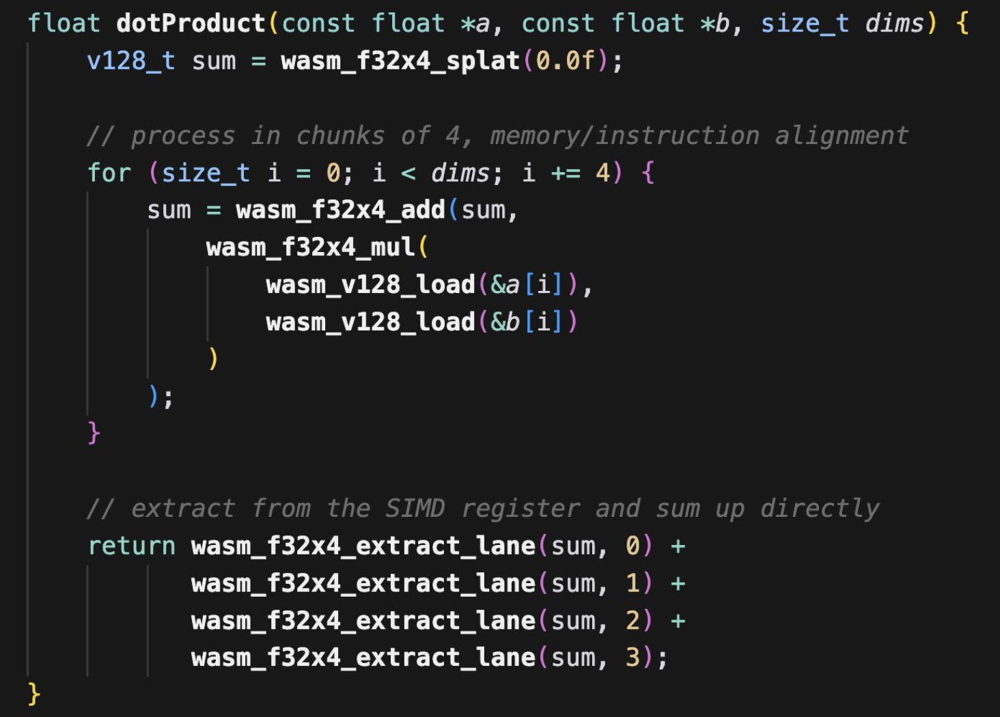 float dotProduct(const float *a, const float *b, size_t dims) {
    v128_t sum = wasm_f32x4_splat(0.0f);

    // process in chunks of 4, memory/instruction alignment
    for (size_t i = 0; i < dims; i += 4) {
        sum = wasm_f32x4_add(sum,
            wasm_f32x4_mul(
                wasm_v128_load(&a[i]),
                wasm_v128_load(&b[i])
            )
        );
    }

    // extract from the SIMD register and sum up directly
    return wasm_f32x4_extract_lane(sum, 0) +
           wasm_f32x4_extract_lane(sum, 1) +
           wasm_f32x4_extract_lane(sum, 2) +
           wasm_f32x4_extract_lane(sum, 3);
}